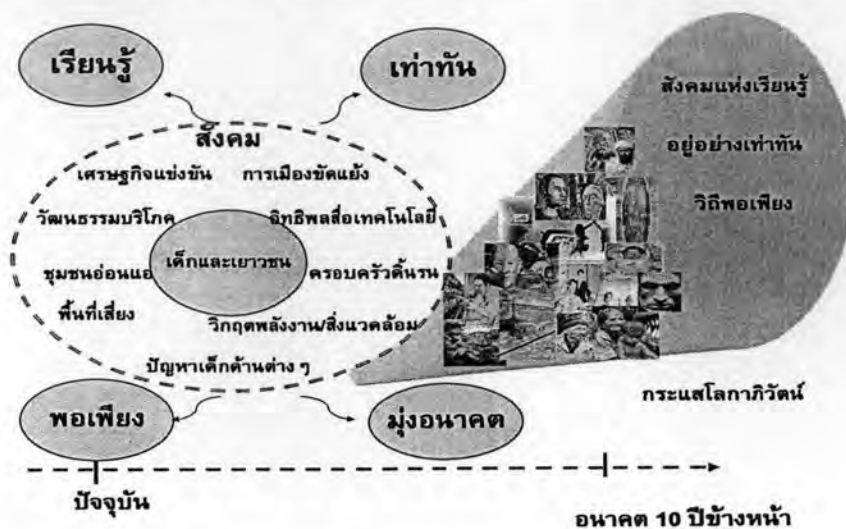 เรียนรู้
เท่าทัน
สังคม
เศรษฐกิจแข่งขัน
การเมืองขัดแย้ง
วัฒนธรรมบริโภค
อิทธิพลสื่อเทคโนโลยี
เด็กและเยาวชน
ชุมชนอ่อนแอ
ครอบครัวดิ้นรน
พื้นที่เสี่ยง
วิกฤตพลังงาน/สิ่งแวดล้อม
ปัญหาเด็กด้านต่าง ๆ
พอเพียง
มุ่งอนาคต
สังคมแห่งเรียนรู้
อยู่อย่างเท่าทัน
วิถีพอเพียง
กระแสโลกาภิวัตน์
ปัจจุบัน
อนาคต 10 ปีข้างหน้า